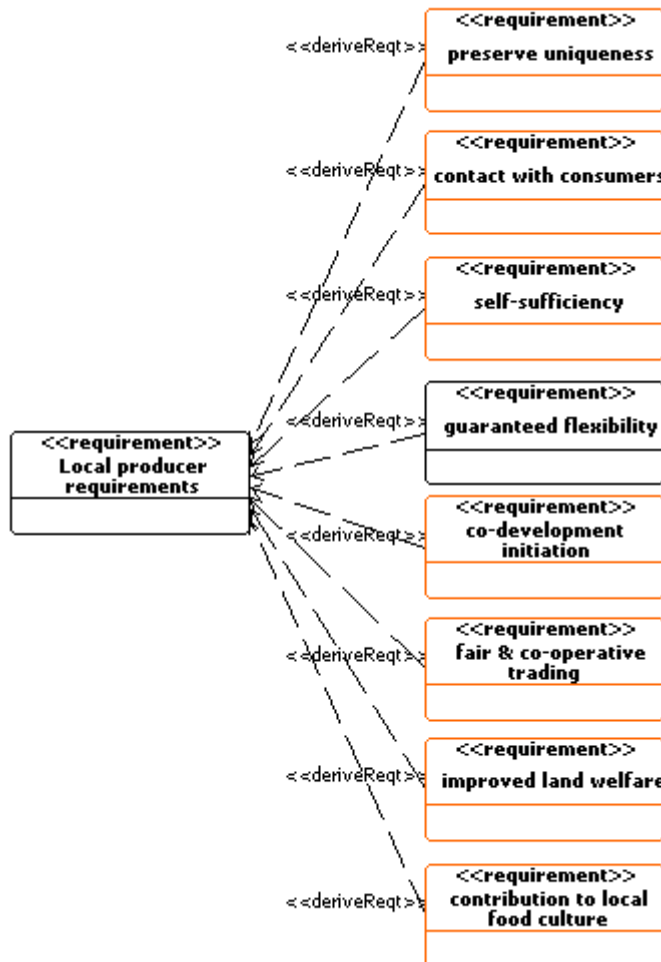 <<requirement>>
preserve uniqueness
<<deriveReqt>>
<<requirement>>
contact with consumers
<<deriveReqt>>
<<requirement>>
self-sufficiency
<<deriveReqt>>
<<requirement>>
guaranteed flexibility
<<deriveReqt>>
<<requirement>>
Local producer
requirements
<<requirement>>
co-development
initiation
<<deriveReqt>>
<<requirement>>
fair & co-operative
trading
<<deriveReqt>>
<<requirement>>
improved land welfare
<<deriveReqt>>
<<requirement>>
contribution to local
food culture
<<deriveReqt>>